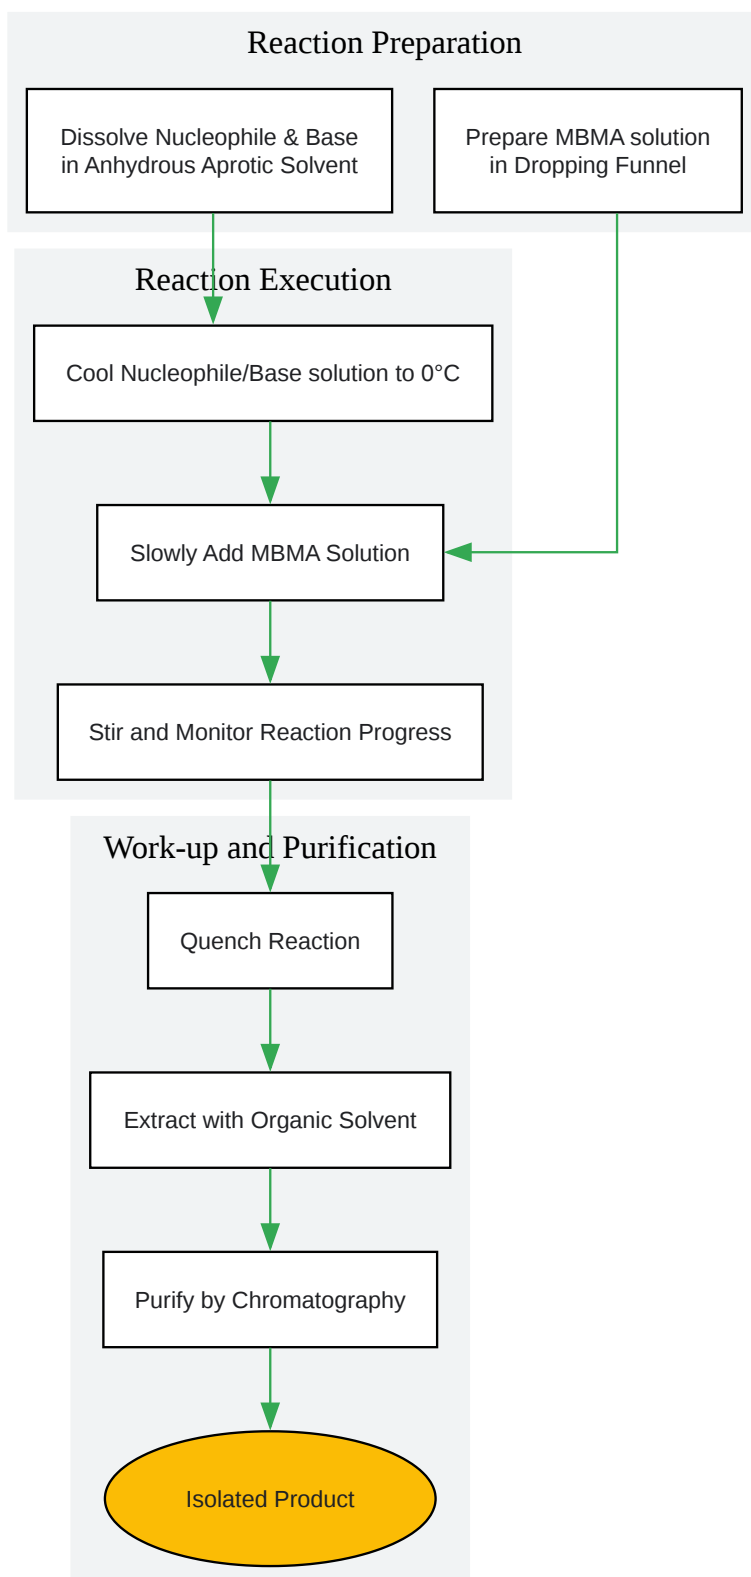 Reaction Preparation
Dissolve Nucleophile & Base
in Anhydrous Aprotic Solvent
Prepare MBMA solution
in Dropping Funnel
Reaction Execution
Cool Nucleophile/Base solution to 0°C
Slowly Add MBMA Solution
Stir and Monitor Reaction Progress
Work-up and Purification
Quench Reaction
Extract with Organic Solvent
Purify by Chromatography
Isolated Product